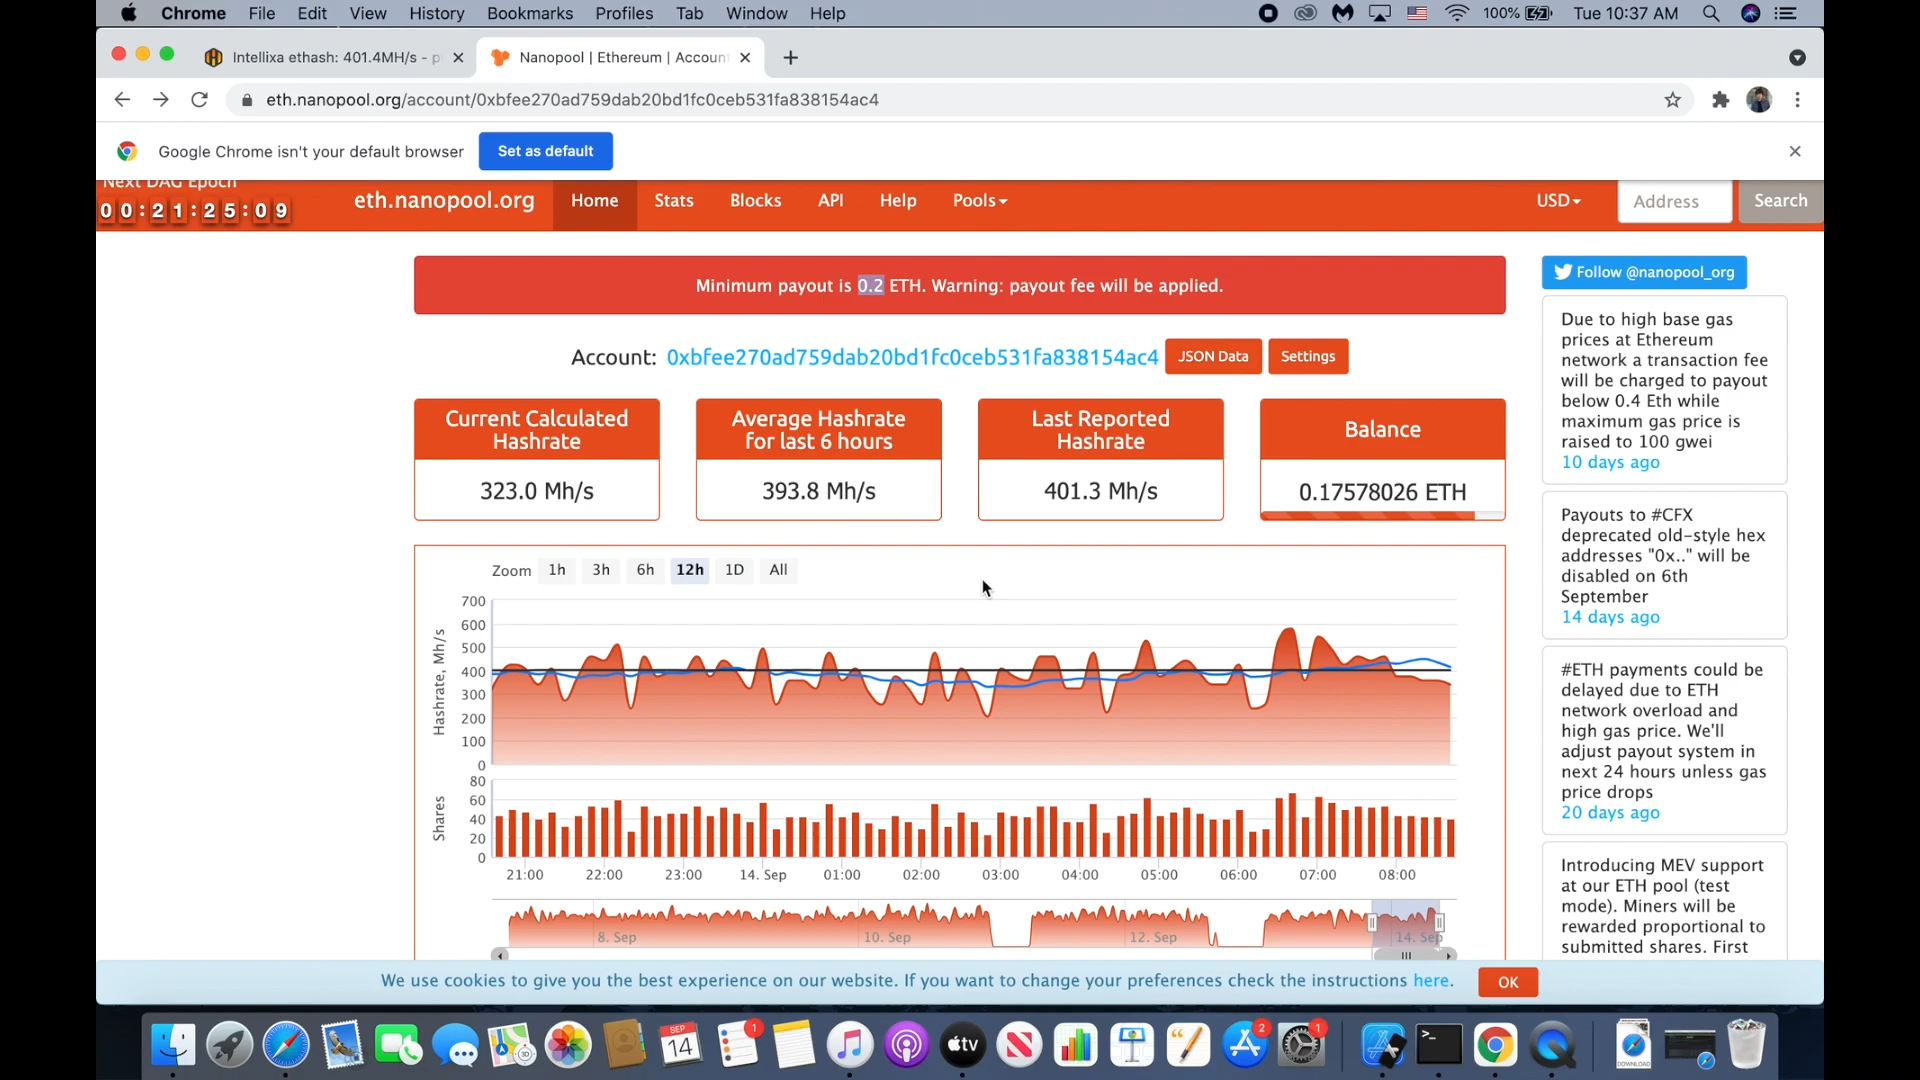 Chrome File Edit View History Bookmarks Profiles Tab Window Help 100% Tue 10:37 AM
Intellixa ethash: 401.4MH/s - p
Nanopool | Ethereum | Accoun
eth.nanopool.org/account/0xbfee270ad759dab20bd1fc0ceb531fa838154ac4
Google Chrome isn't your default browser
Set as default
Next DAG Epoch
00:21:25:09
eth.nanopool.org
Home Stats Blocks API Help Pools
USD
Address
Search
Minimum payout is 0.2 ETH. Warning: payout fee will be applied.
Account: 0xbfee270ad759dab20bd1fc0ceb531fa838154ac4
JSON Data
Settings
Current Calculated
Hashrate
323.0 Mh/s
Average Hashrate
for last 6 hours
393.8 Mh/s
Last Reported
Hashrate
401.3 Mh/s
Balance
0.17578026 ETH
Zoom 1h 3h 6h 12h 1D All
Hashrate, Mh/s
700
600
500
400
300
200
100
0
Shares
80
60
40
20
0
21:00 22:00 23:00 14. Sep 01:00 02:00 03:00 04:00 05:00 06:00 07:00 08:00
8. Sep 10. Sep 12. Sep 14. Sep
Follow @nanopool_org
Due to high base gas
prices at Ethereum
network a transaction fee
will be charged to payout
below 0.4 Eth while
maximum gas price is
raised to 100 gwei
10 days ago
Payouts to #CFX
deprecated old-style hex
addresses "0x.." will be
disabled on 6th
September
14 days ago
#ETH payments could be
delayed due to ETH
network overload and
high gas price. We'll
adjust payout system in
next 24 hours unless gas
price drops
20 days ago
Introducing MEV support
at our ETH pool (test
mode). Miners will be
rewarded proportional to
submitted shares. First
We use cookies to give you the best experience on our website. If you want to change your preferences check the instructions here.
OK
SEP
14
1
tv
2
1
DOWNLOAD